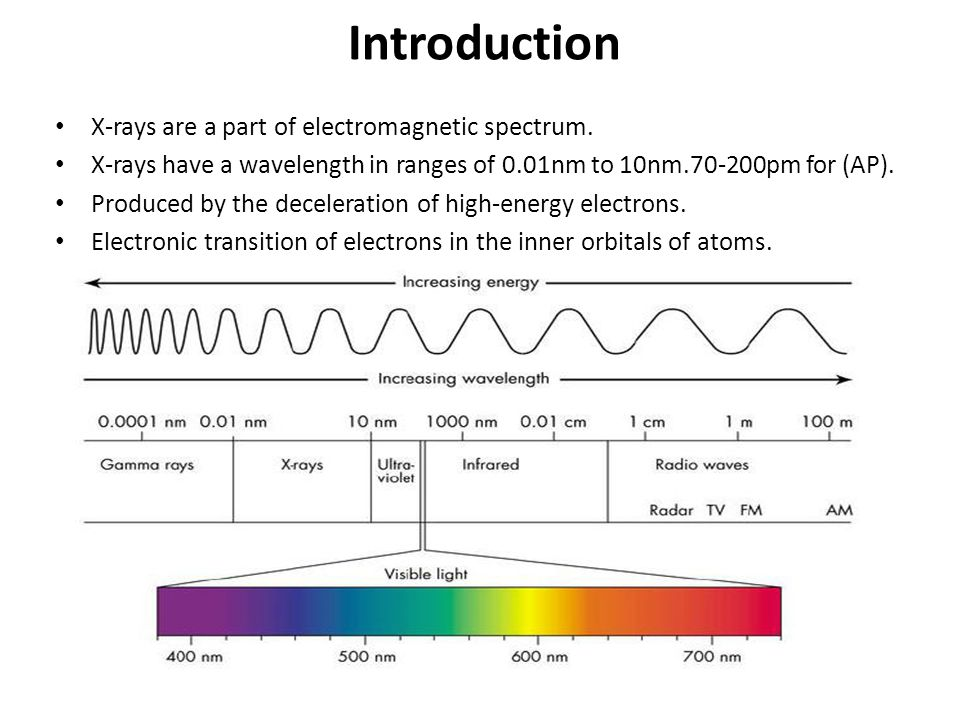 Introduction
• X-rays are a part of electromagnetic spectrum.
• X-rays have a wavelength in ranges of 0.01nm to 10nm.70-200pm for (AP).
• Produced by the deceleration of high-energy electrons.
• Electronic transition of electrons in the inner orbitals of atoms.
Increasing energy
Increasing wavelength
0.0001 nm 0.01 nm 10 nm 1000 nm 0.01 cm 1 cm 1 m 100 m
Gamma rays X-rays Ultra- Infrared Radio waves
violet
Radar TV FM AM
Visible light
400 nm 500 nm 600 nm 700 nm